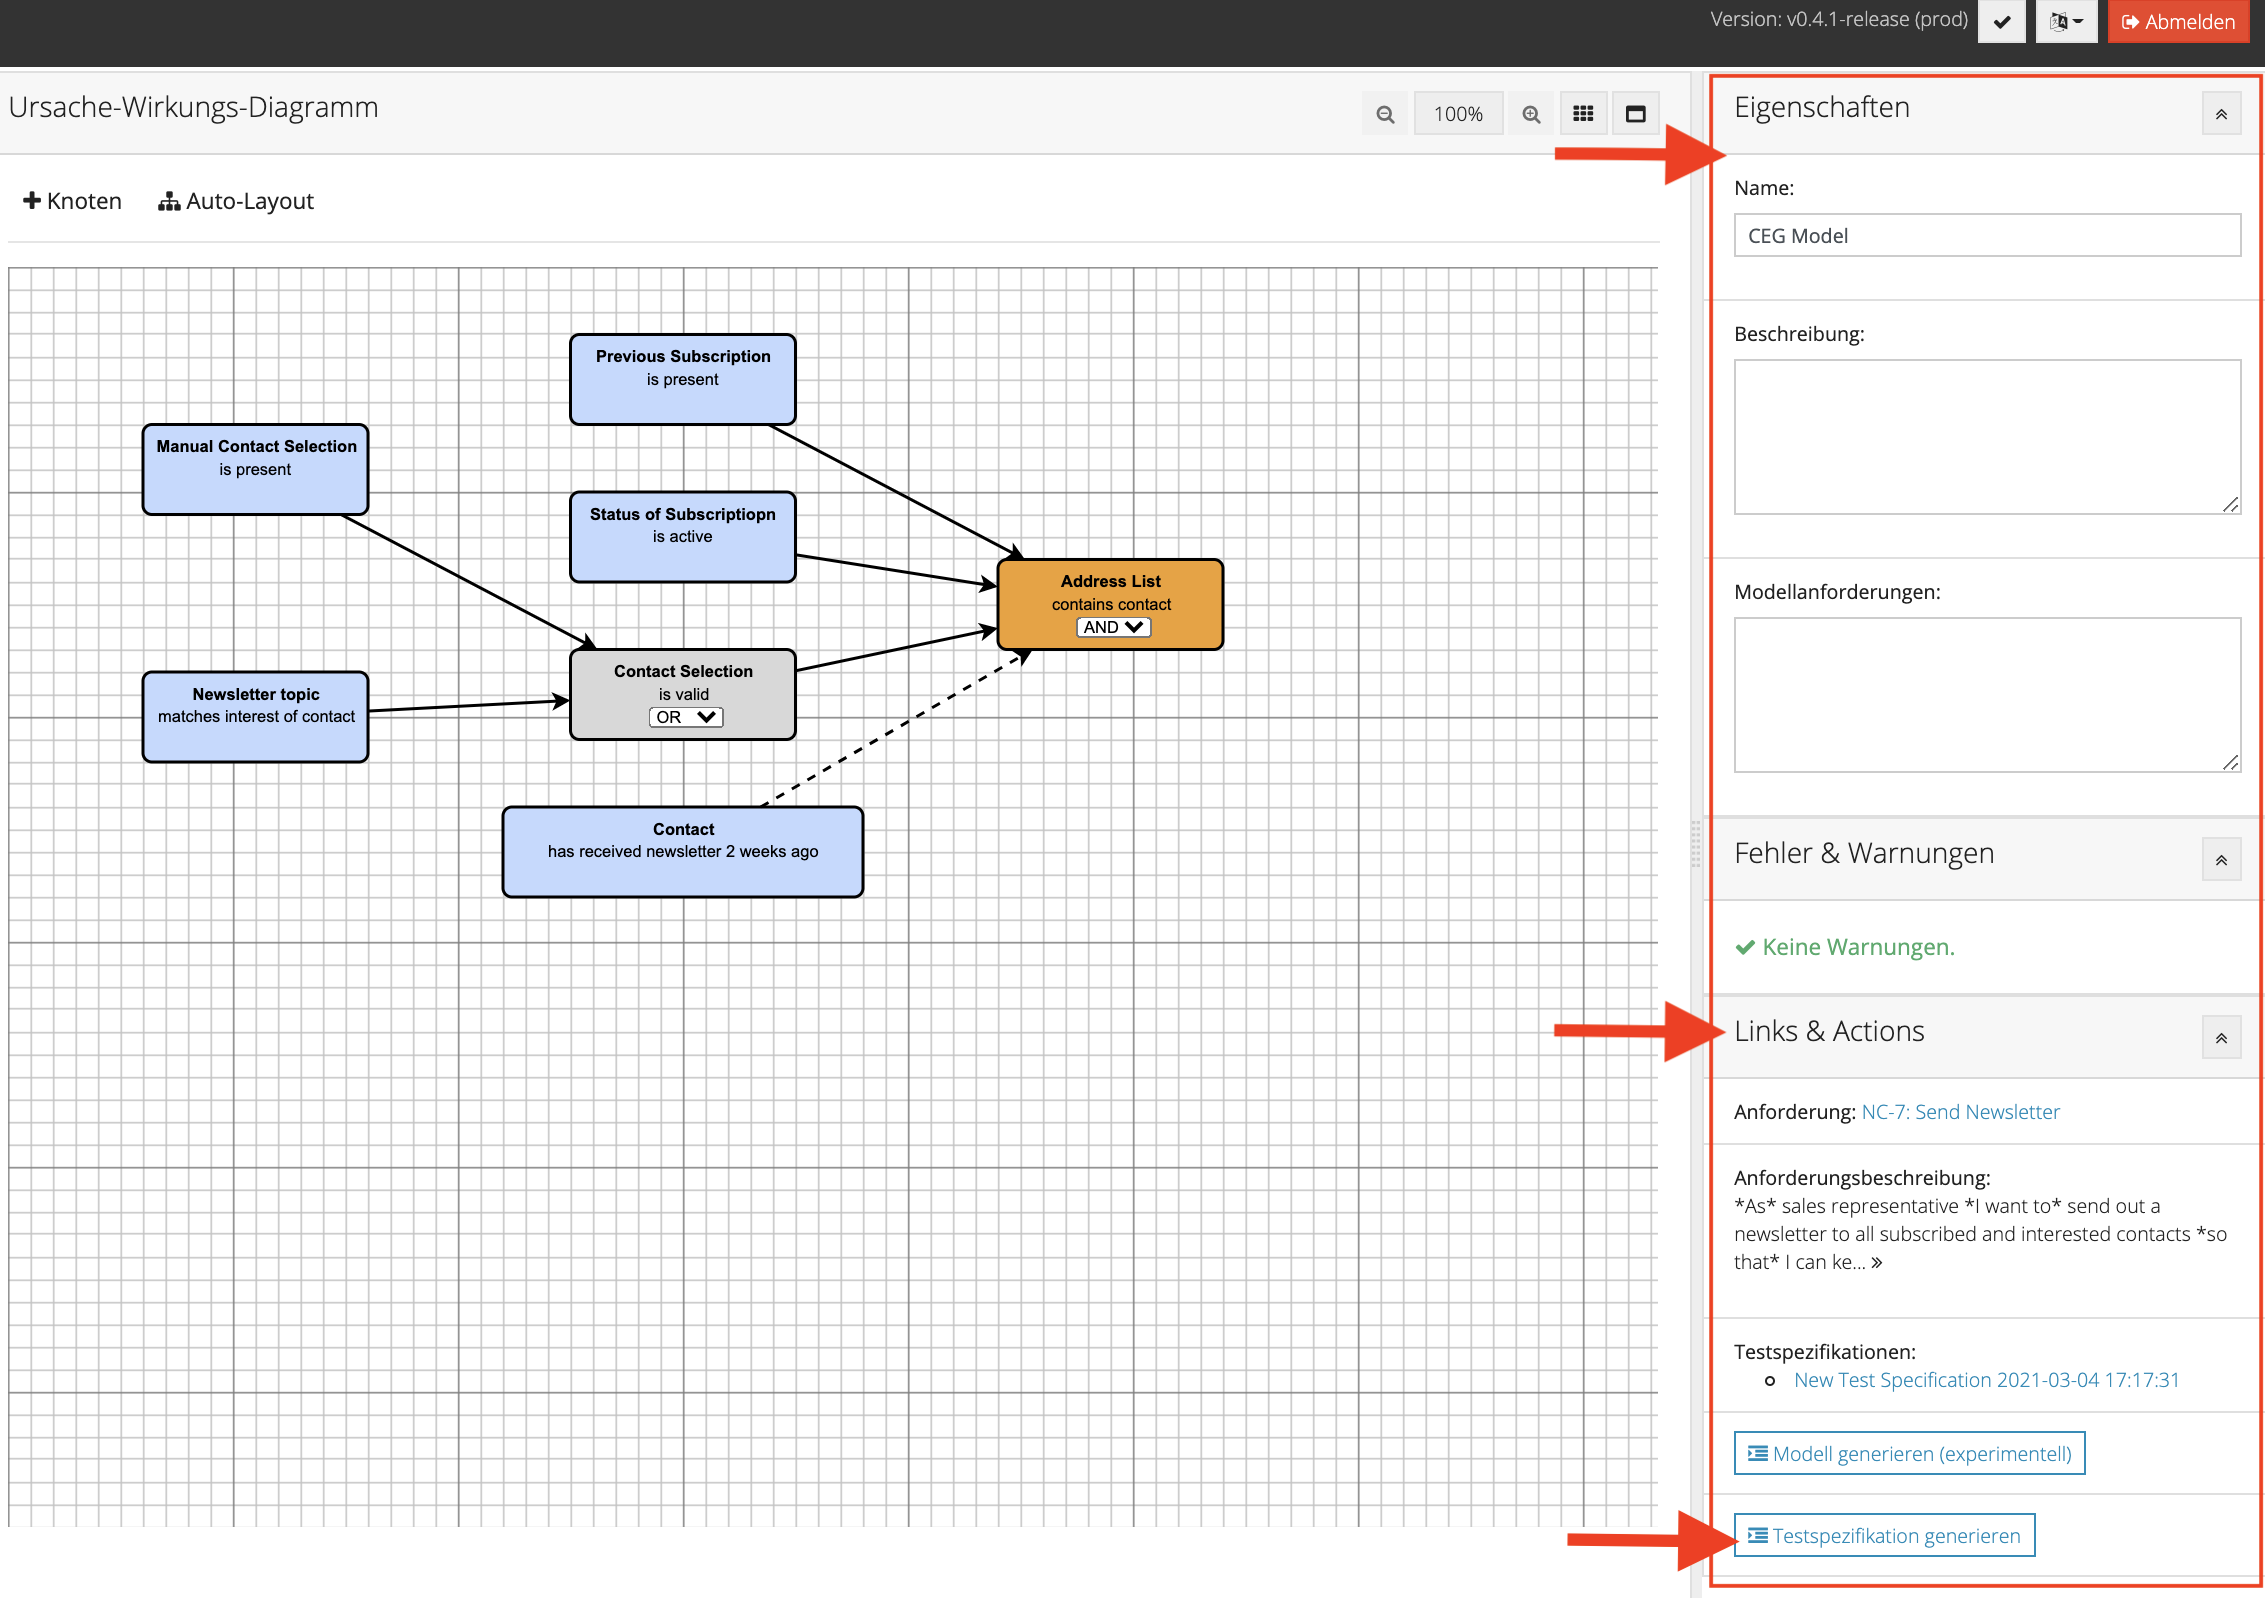 Version: v0.4.1-release (prod)
Abmelden
Ursache-Wirkungs-Diagramm
100%
Knoten
Auto-Layout
Previous Subscription
is present
Manual Contact Selection
is present
Status of Subscriptiopn
is active
Address List
contains contact
AND
Contact Selection
is valid
OR
Newsletter topic
matches interest of contact
Contact
has received newsletter 2 weeks ago
Eigenschaften
Name:
CEG Model
Beschreibung:
Modellanforderungen:
Fehler & Warnungen
Keine Warnungen.
Links & Actions
Anforderung: NC-7: Send Newsletter
Anforderungsbeschreibung:
*As* sales representative *I want to* send out a
newsletter to all subscribed and interested contacts *so
that* I can ke... »
Testspezifikationen:
New Test Specification 2021-03-04 17:17:31
Modell generieren (experimentell)
Testspezifikation generieren